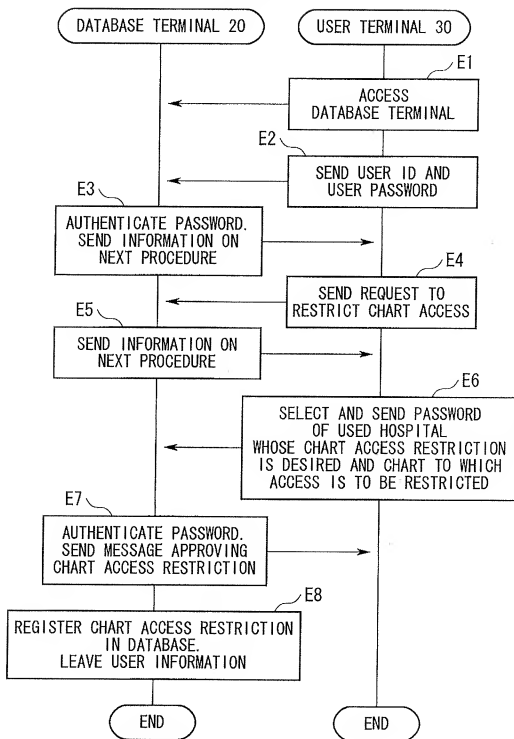 DATABASE TERMINAL 20
USER TERMINAL 30
E1
ACCESS
DATABASE TERMINAL
E2
SEND USER ID AND
USER PASSWORD
E3
AUTHENTICATE PASSWORD.
SEND INFORMATION ON
NEXT PROCEDURE
E4
SEND REQUEST TO
RESTRICT CHART ACCESS
E5
SEND INFORMATION ON
NEXT PROCEDURE
E6
SELECT AND SEND PASSWORD
OF USED HOSPITAL
WHOSE CHART ACCESS RESTRICTION
IS DESIRED AND CHART TO WHICH
ACCESS IS TO BE RESTRICTED
E7
AUTHENTICATE PASSWORD.
SEND MESSAGE APPROVING
CHART ACCESS RESTRICTION
E8
REGISTER CHART ACCESS RESTRICTION
IN DATABASE.
LEAVE USER INFORMATION
END
END